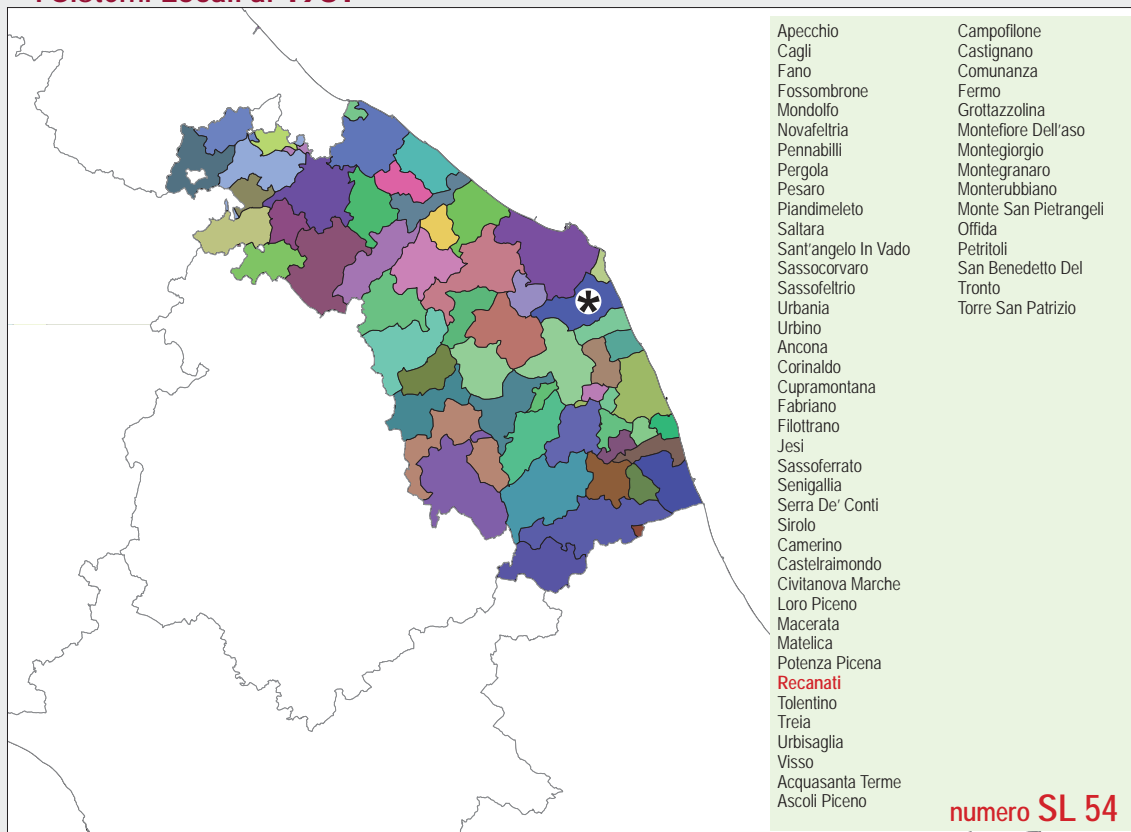 I Sistemi Locali al 1981
Apecchio
Cagli
Fano
Fossombrone
Mondolfo
Novafeltria
Pennabilli
Pergola
Pesaro
Piandimeleto
Saltara
Sant'angelo In Vado
Sassocorvaro
Sassofeltrio
Urbania
Urbino
Ancona
Corinaldo
Cupramontana
Fabriano
Filottrano
Jesi
Sassoferrato
Senigallia
Serra De' Conti
Sirolo
Camerino
Castelraimondo
Civitanova Marche
Loro Piceno
Macerata
Matelica
Potenza Picena
Recanati
Tolentino
Treia
Urbisaglia
Visso
Acquasanta Terme
Ascoli Piceno
Campofilone
Castignano
Comunanza
Fermo
Grottazzolina
Montefiore Dell'aso
Montegiorgio
Montegranaro
Monterubbiano
Monte San Pietrangeli
Offida
Petritoli
San Benedetto Del
Tronto
Torre San Patrizio
numero SL 54